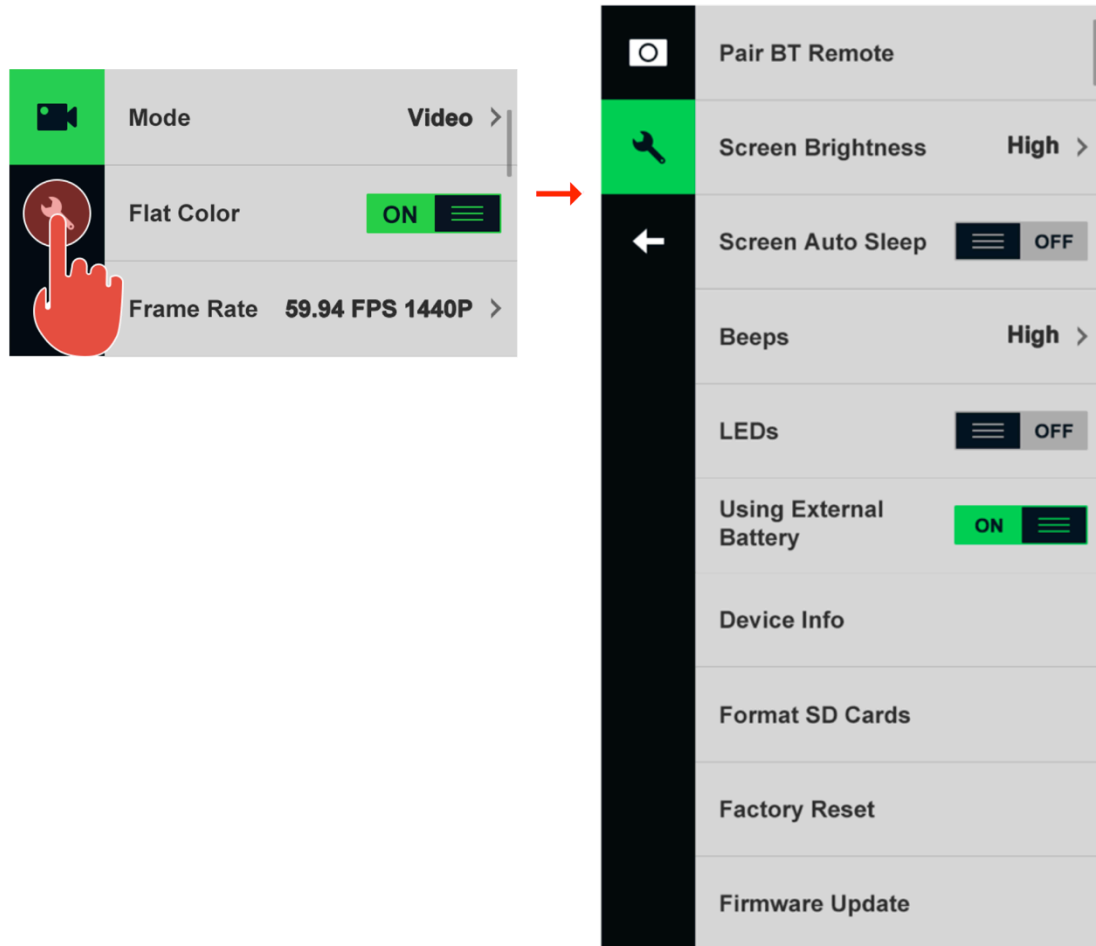 Mode Video
Flat Color ON
Frame Rate 59.94 FPS 1440P
Pair BT Remote
Screen Brightness High
Screen Auto Sleep OFF
Beeps High
LEDs OFF
Using External
Battery ON
Device Info
Format SD Cards
Factory Reset
Firmware Update